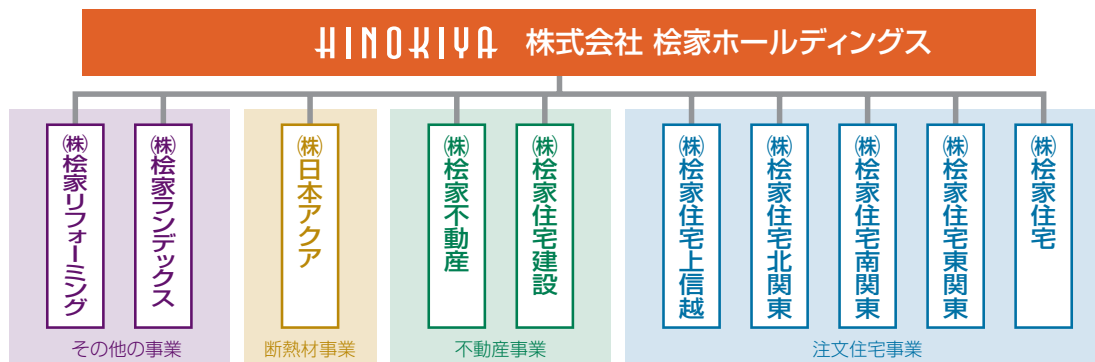 HINOKIYA 株式会社 桧家ホールディングス
㈱桧家リフォーミング
㈱桧家ランデックス
その他の事業
㈱日本アクア
断熱材事業
㈱桧家不動産
㈱桧家住宅建設
不動産事業
㈱桧家住宅上信越
㈱桧家住宅北関東
㈱桧家住宅南関東
㈱桧家住宅東関東
㈱桧家住宅
注文住宅事業